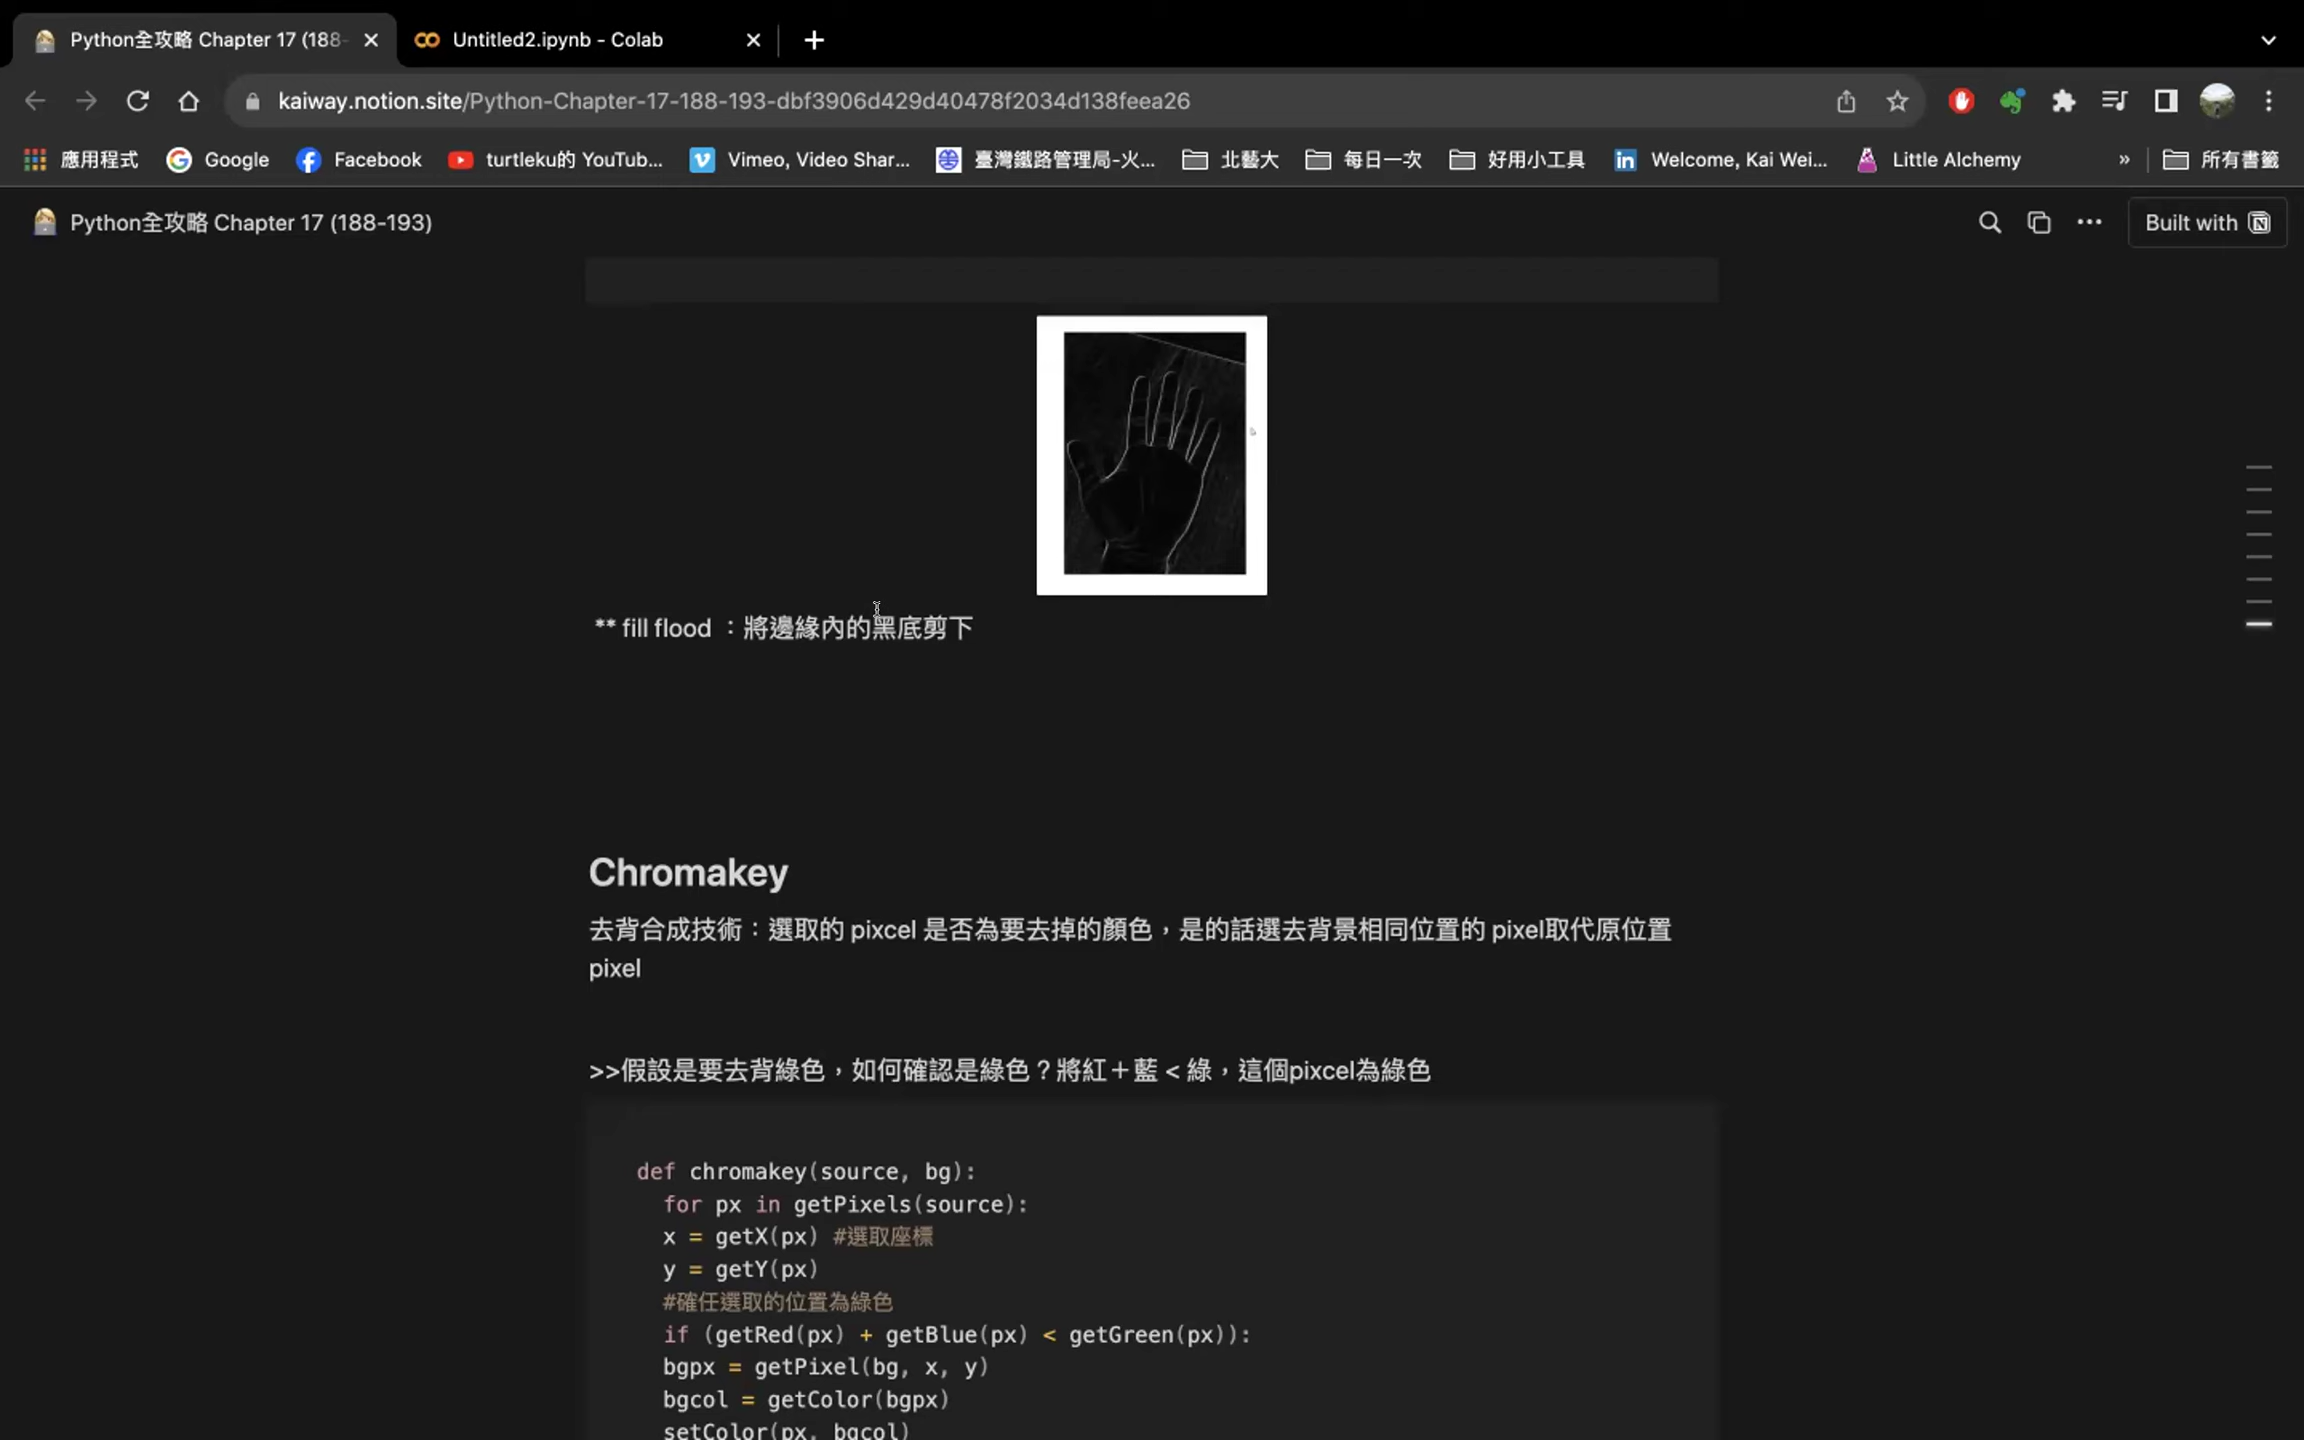 Python全攻略 Chapter 17 (188-
Untitled2.ipynb - Colab
kaiway.notion.site/Python-Chapter-17-188-193-dbf3906d429d40478f2034d138feea26
應用程式
Google
Facebook
turtleku的 YouTub...
Vimeo, Video Shar...
臺灣鐵路管理局-火...
北藝大
每日一次
好用小工具
Welcome, Kai Wei...
Little Alchemy
»
所有書籤
Python全攻略 Chapter 17 (188-193)
Built with
** fill flood ：將邊緣內的黑底剪下
Chromakey
去背合成技術：選取的 pixcel 是否為要去掉的顏色，是的話選去背景相同位置的 pixel取代原位置
pixel
>>假設是要去背綠色，如何確認是綠色？將紅＋藍 < 綠，這個pixcel為綠色
def chromakey(source, bg):
for px in getPixels(source):
x = getX(px) #選取座標
y = getY(px)
#確任選取的位置為綠色
if (getRed(px) + getBlue(px) < getGreen(px)):
bgpx = getPixel(bg, x, y)
bgcol = getColor(bgpx)
setColor(px, bgcol)